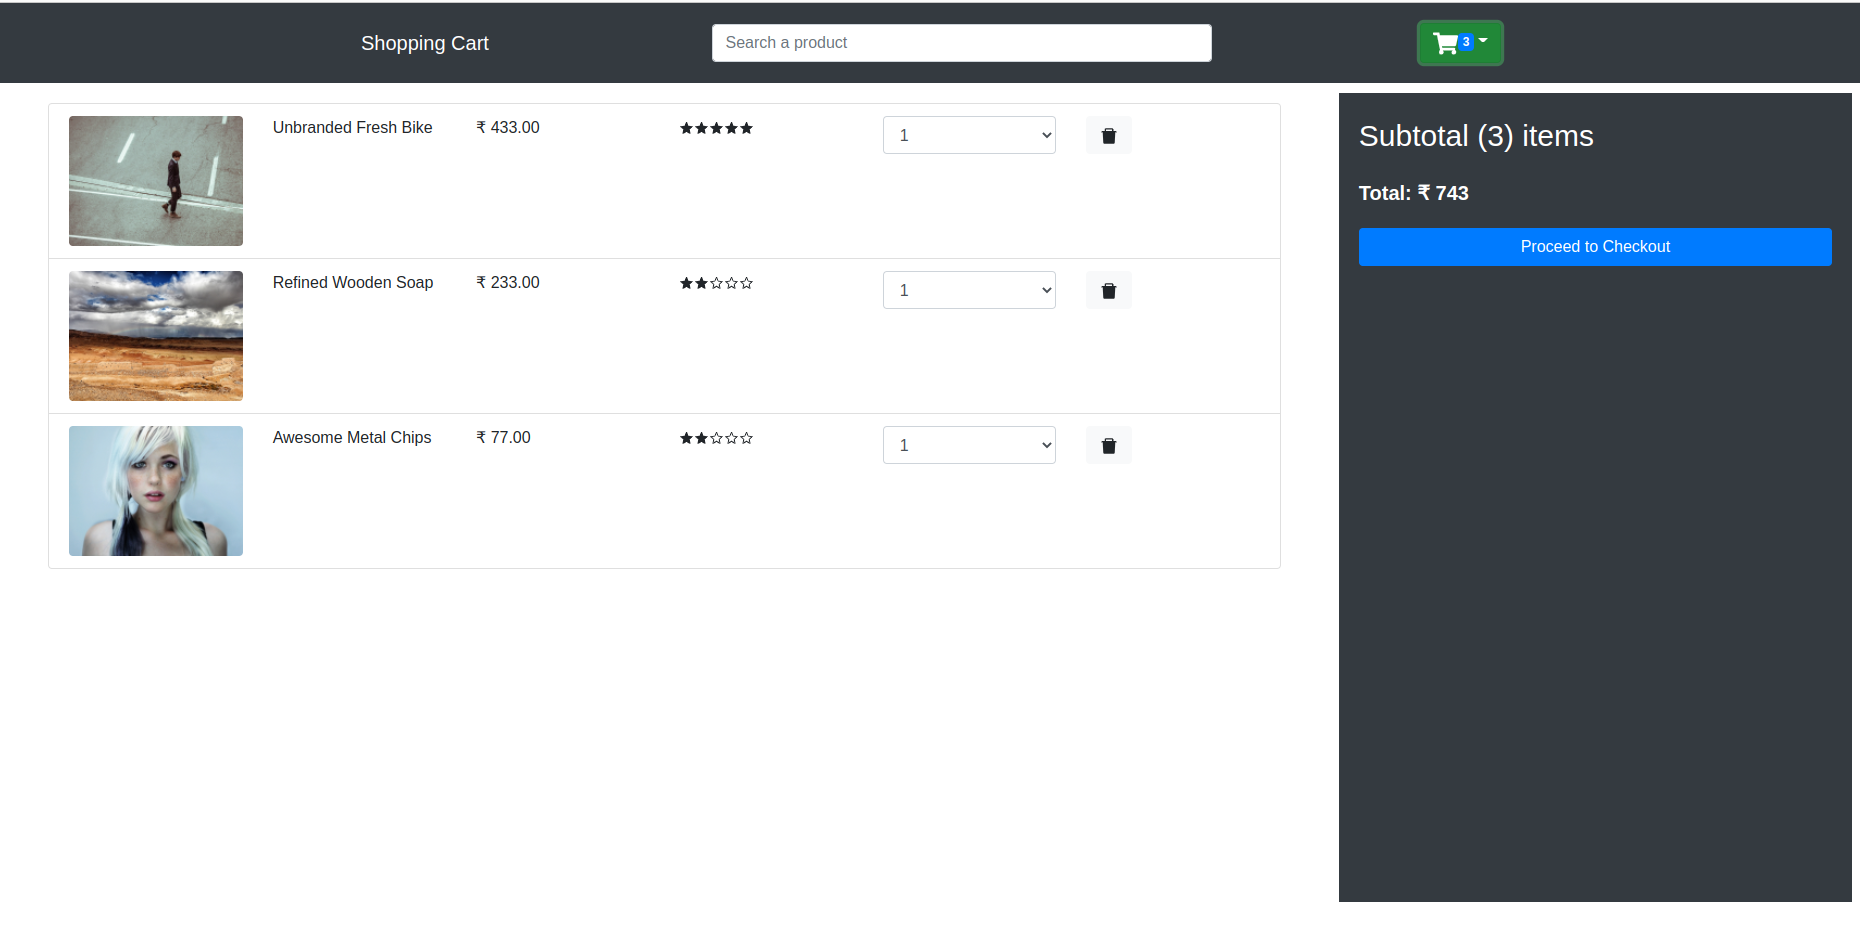 Shopping Cart
Search a product
3
Unbranded Fresh Bike ₹ 433.00 ★★★★★ 1
Refined Wooden Soap ₹ 233.00 ★★☆☆☆ 1
Awesome Metal Chips ₹ 77.00 ★★☆☆☆ 1
Subtotal (3) items
Total: ₹ 743
Proceed to Checkout